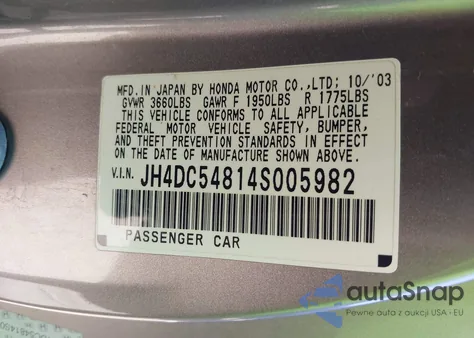 MFD.IN JAPAN BY HONDA MOTOR CO.,LTD; 10/'03
GVWR 3660LBS GAWR F 1950LBS R 1775LBS
THIS VEHICLE CONFORMS TO ALL APPLICABLE
FEDERAL MOTOR VEHICLE SAFETY, BUMPER,
AND THEFT PREVENTION STANDARDS IN EFFECT
ON THE DATE OF MANUFACTURE SHOWN ABOVE.
V.I.N. JH4DC54814S005982
PASSENGER CAR
autoSnap
Pewne auta z aukcji USA · EU